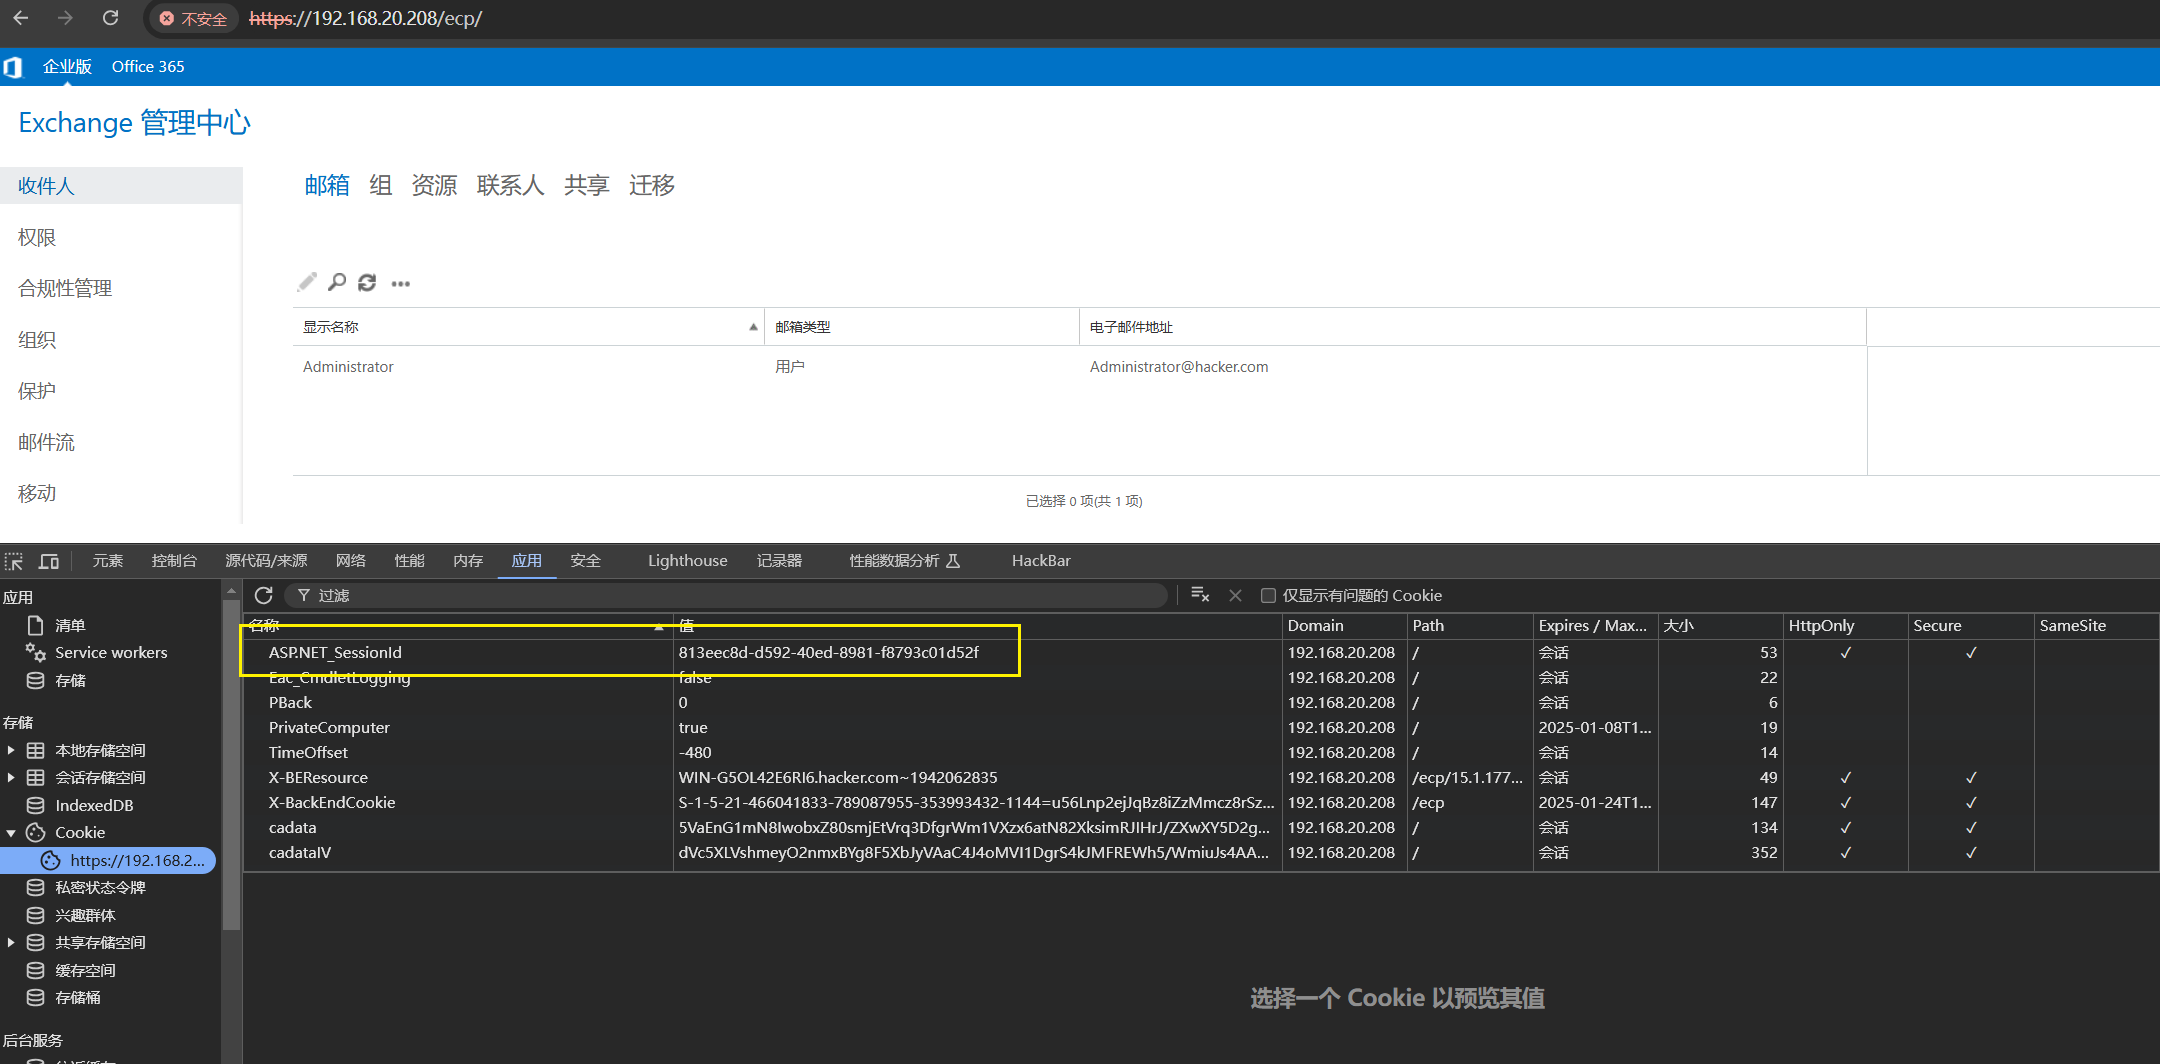 不安全 https://192.168.20.208/ecp/
企业版 Office 365
Exchange 管理中心
收件人
权限
合规性管理
组织
保护
邮件流
移动
邮箱 组 资源 联系人 共享 迁移
显示名称 邮箱类型 电子邮件地址
Administrator 用户 Administrator@hacker.com
已选择 0 项(共 1 项)
元素 控制台 源代码/来源 网络 性能 内存 应用 安全 Lighthouse 记录器 性能数据分析 HackBar
应用
清单
Service workers
存储
存储
本地存储空间
会话存储空间
IndexedDB
Cookie
https://192.168.2...
私密状态令牌
兴趣群体
共享存储空间
缓存空间
存储桶
后台服务
过滤 仅显示有问题的 Cookie
名称 值 Domain Path Expires / Max... 大小 HttpOnly Secure SameSite
ASP.NET_SessionId 813eec8d-d592-40ed-8981-f8793c01d52f 192.168.20.208 / 会话 53 ✓ ✓
Eac_CmdletLogging false 192.168.20.208 / 会话 22
PBack 0 192.168.20.208 / 会话 6
PrivateComputer true 192.168.20.208 / 2025-01-08T1... 19
TimeOffset -480 192.168.20.208 / 会话 14
X-BEResource WIN-G5OL42E6RI6.hacker.com~1942062835 192.168.20.208 /ecp/15.1.177... 会话 49 ✓ ✓
X-BackEndCookie S-1-5-21-466041833-789087955-353993432-1144=u56Lnp2ejJqBz8iZzMmcz8rSz... 192.168.20.208 /ecp 2025-01-24T1... 147 ✓ ✓
cadata 5VaEnG1mN8IwobxZ80smjEtVrq3DfgrWm1VXzx6atN82XksimRJIHrJ/ZXwXY5D2g... 192.168.20.208 / 会话 134 ✓ ✓
cadataIV dVc5XLVshmeyO2nmxBYg8F5XbJyVAaC4J4oMVI1DgrS4kJMFREWh5/WmiuJs4AA... 192.168.20.208 / 会话 352 ✓ ✓
选择一个 Cookie 以预览其值